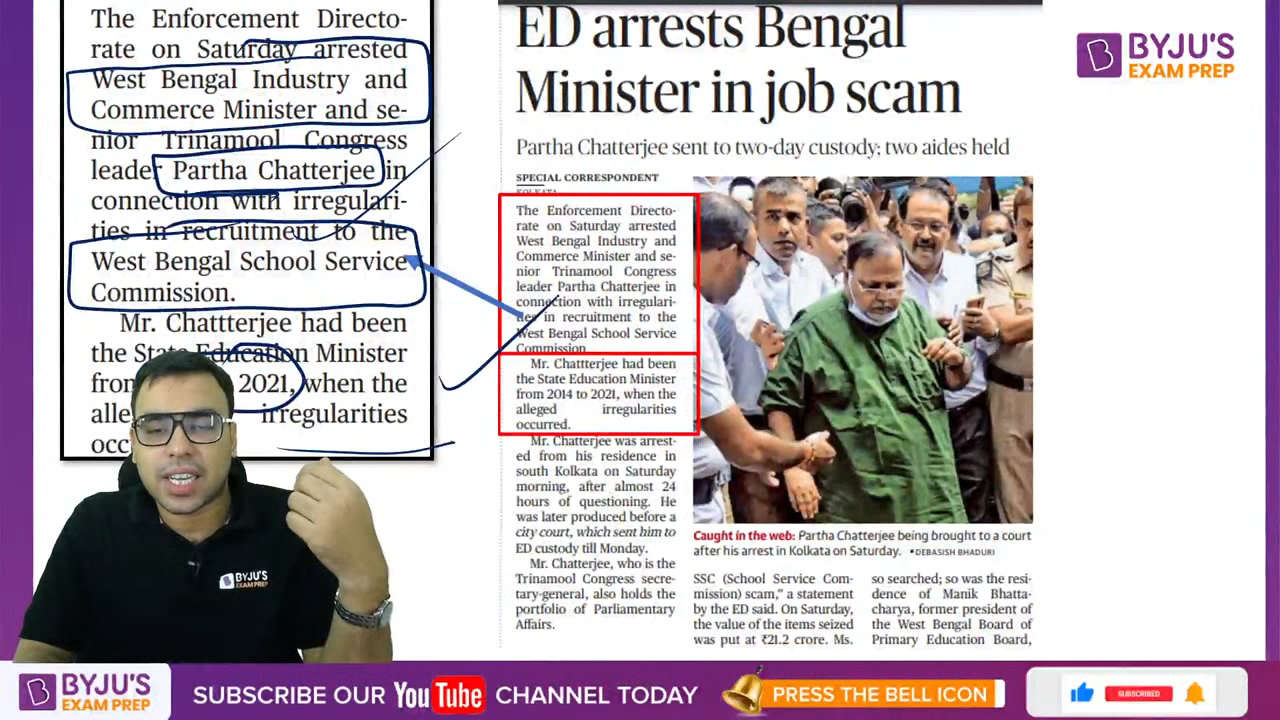 The Enforcement Directo-
rate on Saturday arrested
West Bengal Industry and
Commerce Minister and se-
nior Trinamool Congress
leader Partha Chatterjee in
connection with irregulari-
ties in recruitment to the
West Bengal School Service
Commission.
Mr. Chattterjee had been
the State Education Minister
from 2021, when the
alle irregularities
occ
ED arrests Bengal
Minister in job scam
Partha Chatterjee sent to two-day custody; two aides held
SPECIAL CORRESPONDENT
KOLKATA
The Enforcement Directo-
rate on Saturday arrested
West Bengal Industry and
Commerce Minister and se-
nior Trinamool Congress
leader Partha Chatterjee in
connection with irregulari-
ties in recruitment to the
West Bengal School Service
Commission.
Mr. Chattterjee had been
the State Education Minister
from 2014 to 2021, when the
alleged irregularities
occurred.
Mr. Chatterjee was arrest-
ed from his residence in
south Kolkata on Saturday
morning, after almost 24
hours of questioning. He
was later produced before a
city court, which sent him to
ED custody till Monday.
Mr. Chatterjee, who is the
Trinamool Congress secre-
tary-general, also holds the
portfolio of Parliamentary
Affairs.
Caught in the web: Partha Chatterjee being brought to a court
after his arrest in Kolkata on Saturday. • DEBASISH BHADURI
SSC (School Service Com-
mission) scam," a statement
by the ED said. On Saturday,
the value of the items seized
was put at ₹21.2 crore. Ms.
so searched; so was the resi-
dence of Manik Bhatta-
charya, former president of
the West Bengal Board of
Primary Education Board,
BYJU'S
EXAM PREP
BYJU'S
EXAM PREP
BYJU'S
EXAM PREP
SUBSCRIBE OUR YouTube CHANNEL TODAY
PRESS THE BELL ICON
SUBSCRIBED